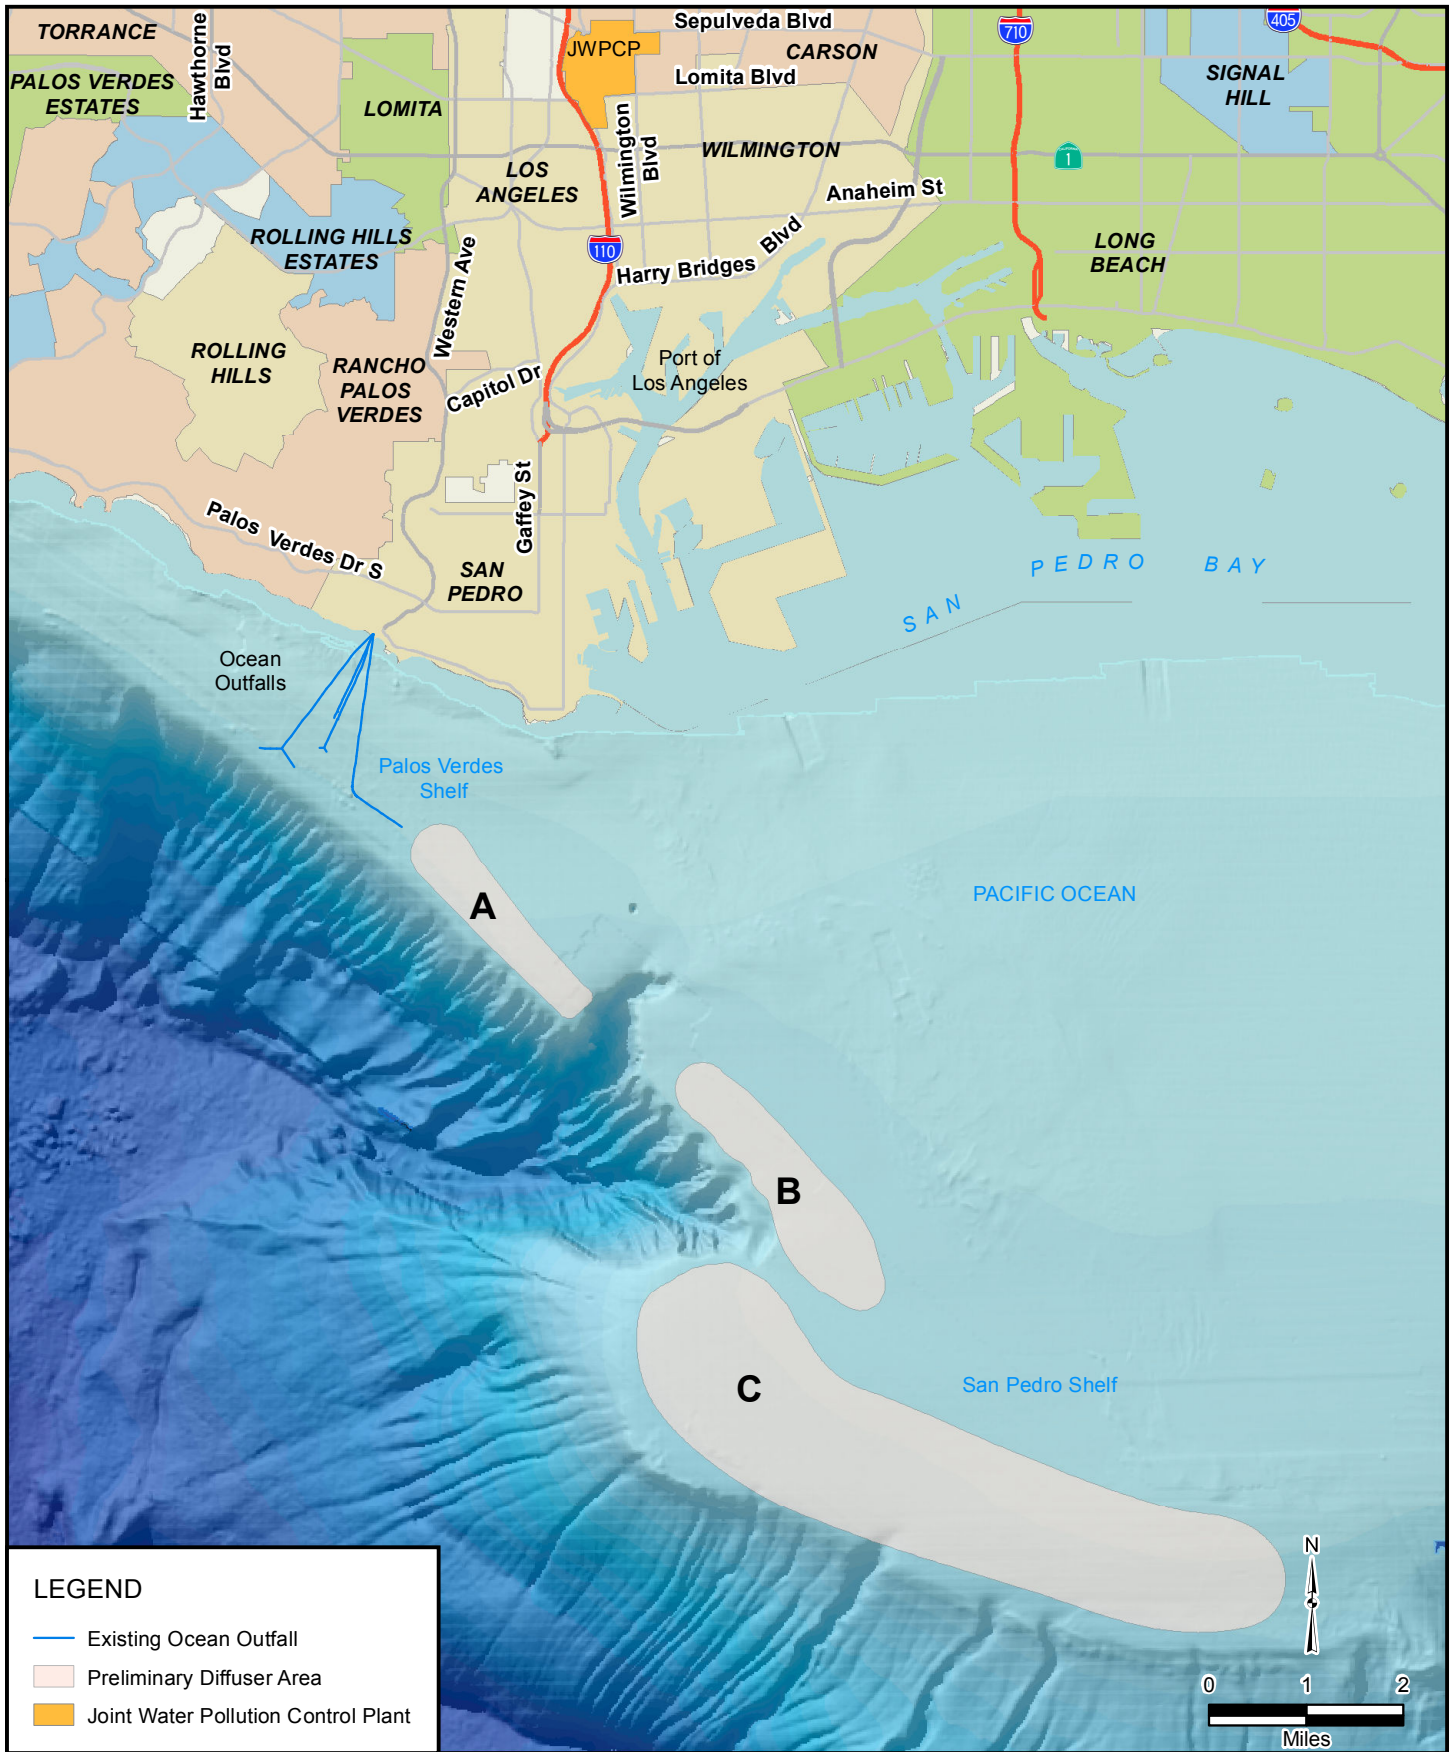 Sepulveda Blvd
TORRANCE
Hawthorne
Blvd
JWPCP
CARSON
710
405
PALOS VERDES
ESTATES
LOMITA
Lomita Blvd
SIGNAL
HILL
Wilmington
Blvd
WILMINGTON
1
LOS
ANGELES
Anaheim St
ROLLING HILLS
ESTATES
110
Harry Bridges Blvd
LONG
BEACH
Western Ave
ROLLING
HILLS
RANCHO
PALOS
VERDES
Capitol Dr
Port of
Los Angeles
Gaffey St
Palos Verdes Dr S
SAN
PEDRO
SAN PEDRO BAY
Ocean
Outfalls
Palos Verdes
Shelf
A
PACIFIC OCEAN
B
C
San Pedro Shelf
N
LEGEND
Existing Ocean Outfall
Preliminary Diffuser Area
Joint Water Pollution Control Plant
0 1 2
Miles